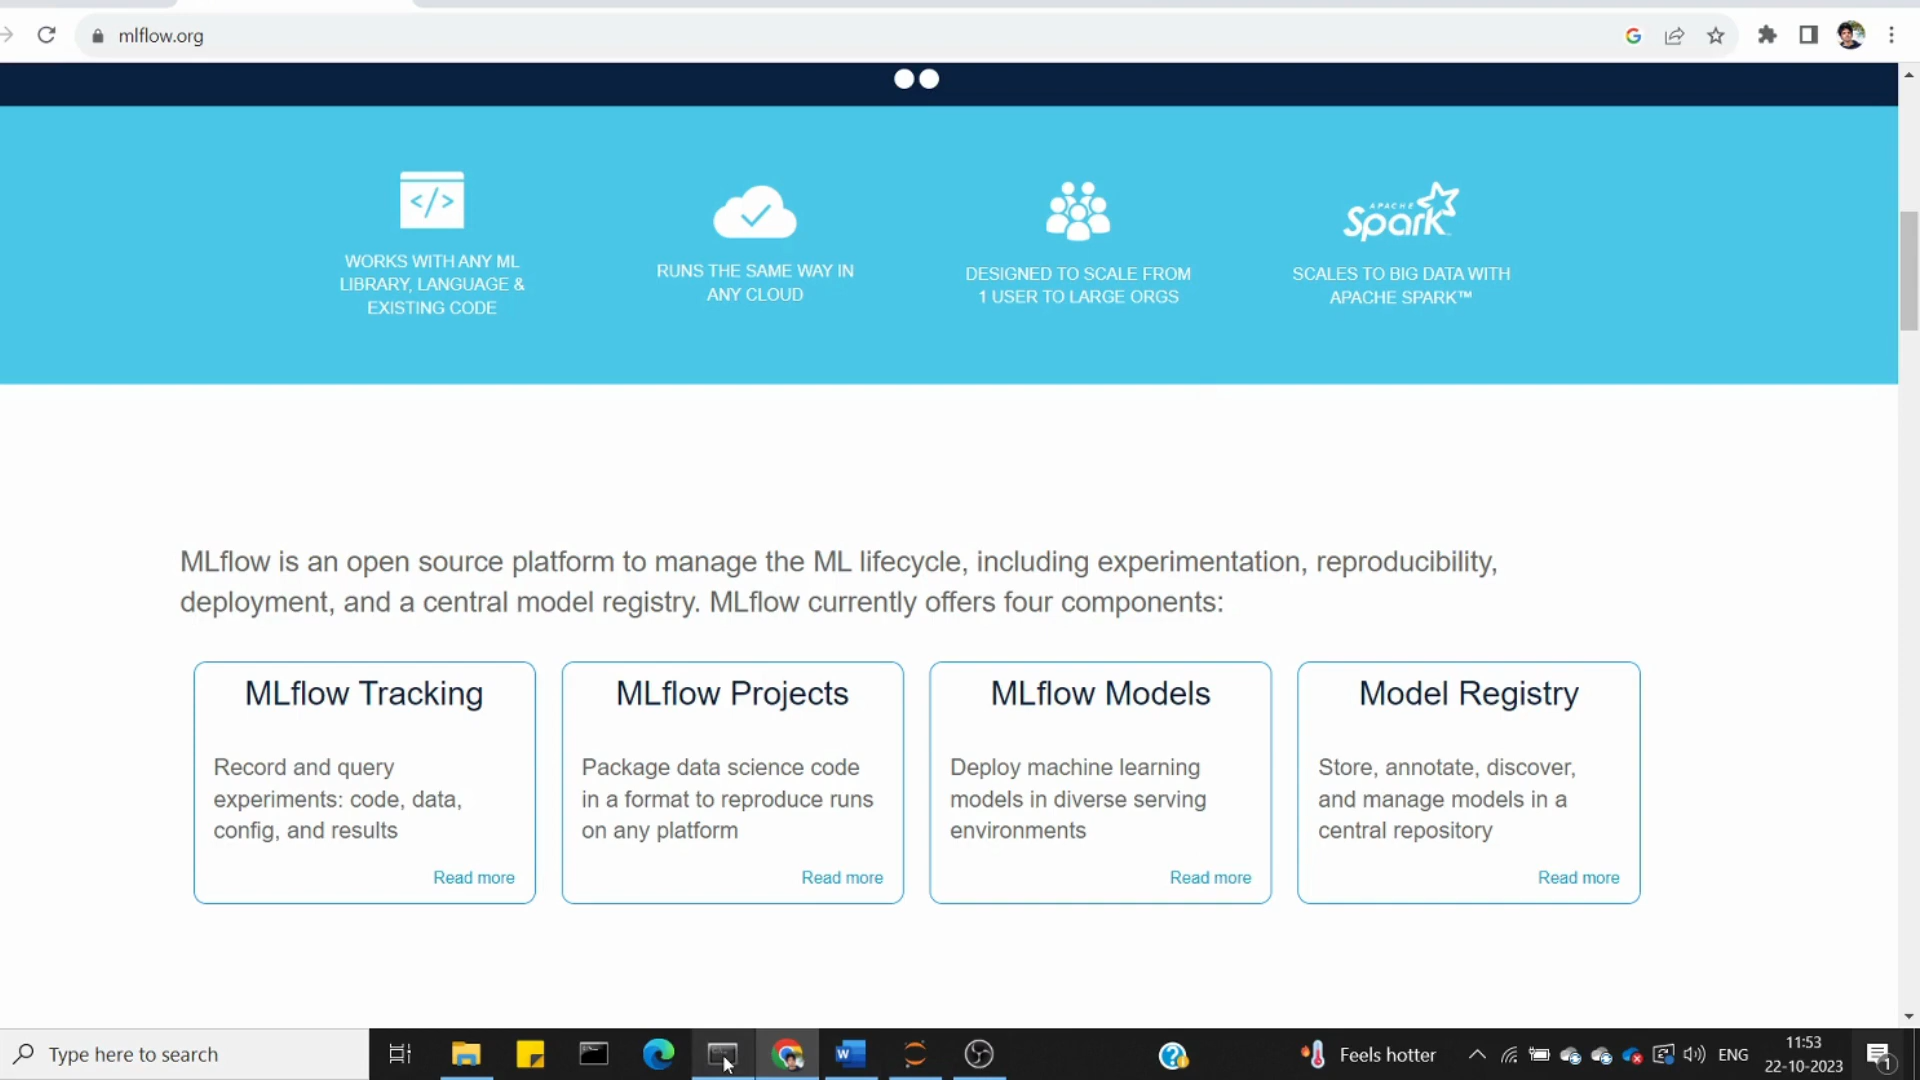 mlflow.org
</>
APACHE
Spark
WORKS WITH ANY ML
LIBRARY, LANGUAGE &
EXISTING CODE
RUNS THE SAME WAY IN
ANY CLOUD
DESIGNED TO SCALE FROM
1 USER TO LARGE ORGS
SCALES TO BIG DATA WITH
APACHE SPARK™
MLflow is an open source platform to manage the ML lifecycle, including experimentation, reproducibility,
deployment, and a central model registry. MLflow currently offers four components:
MLflow Tracking
Record and query
experiments: code, data,
config, and results
Read more
MLflow Projects
Package data science code
in a format to reproduce runs
on any platform
Read more
MLflow Models
Deploy machine learning
models in diverse serving
environments
Read more
Model Registry
Store, annotate, discover,
and manage models in a
central repository
Read more
Type here to search
Feels hotter
ENG
11:53
22-10-2023
1